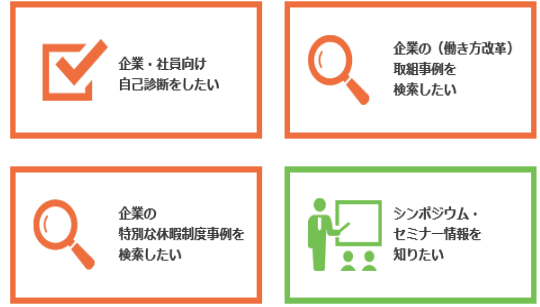 企業・社員向け
自己診断をしたい
企業の（働き方改革）
取組事例を
検索したい
企業の
特別な休暇制度事例を
検索したい
シンポジウム・
セミナー情報を
知りたい